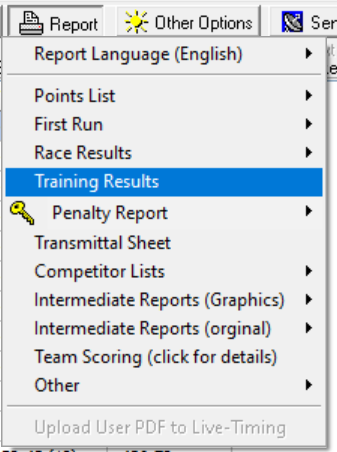 Report
Other Options
Sen
Report Language (English)
Points List
First Run
Race Results
Training Results
Penalty Report
Transmittal Sheet
Competitor Lists
Intermediate Reports (Graphics)
Intermediate Reports (orginal)
Team Scoring (click for details)
Other
Upload User PDF to Live-Timing